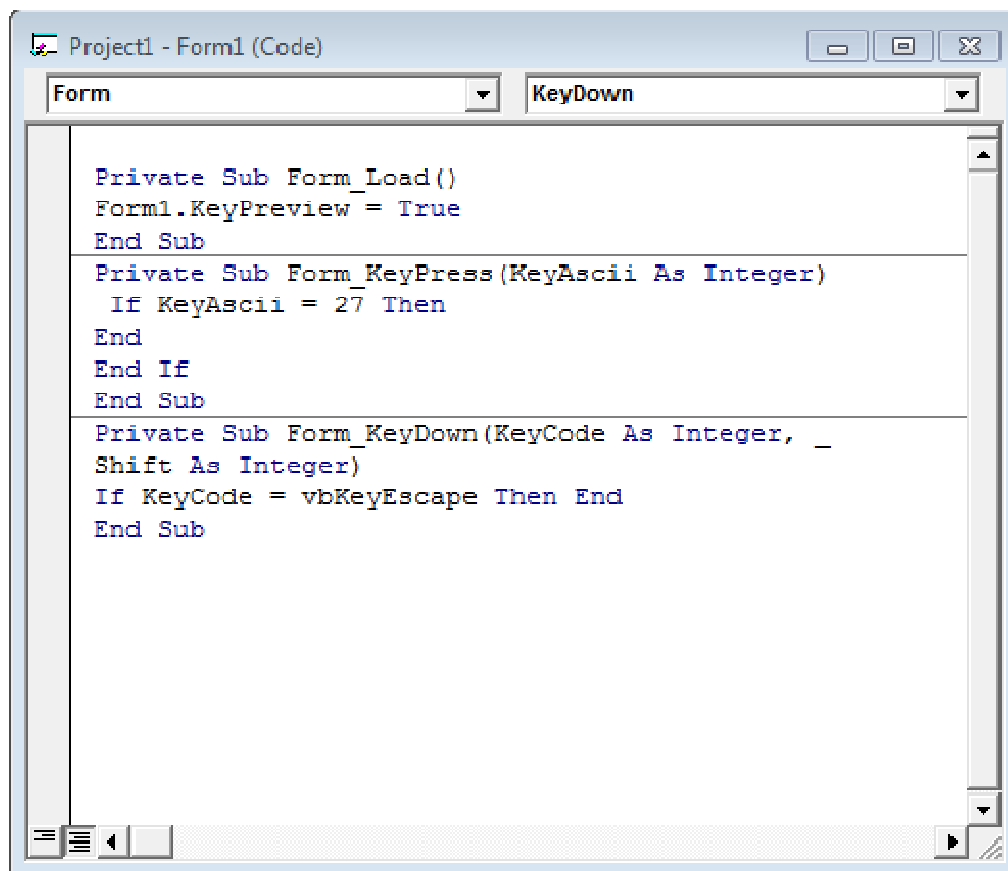 Project1 - Form1 (Code)
Form KeyDown
Private Sub Form_Load()
Form1.KeyPreview = True
End Sub
Private Sub Form_KeyPress(KeyAscii As Integer)
If KeyAscii = 27 Then
End
End If
End Sub
Private Sub Form_KeyDown(KeyCode As Integer, _
Shift As Integer)
If KeyCode = vbKeyEscape Then End
End Sub